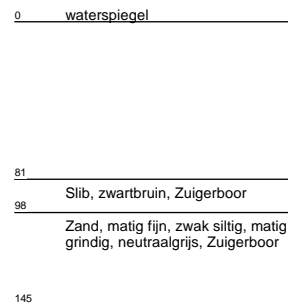 0 waterspiegel
81
Slib, zwartbruin, Zuigerboor
98
Zand, matig fijn, zwak siltig, matig
grindig, neutraalgrijs, Zuigerboor
145